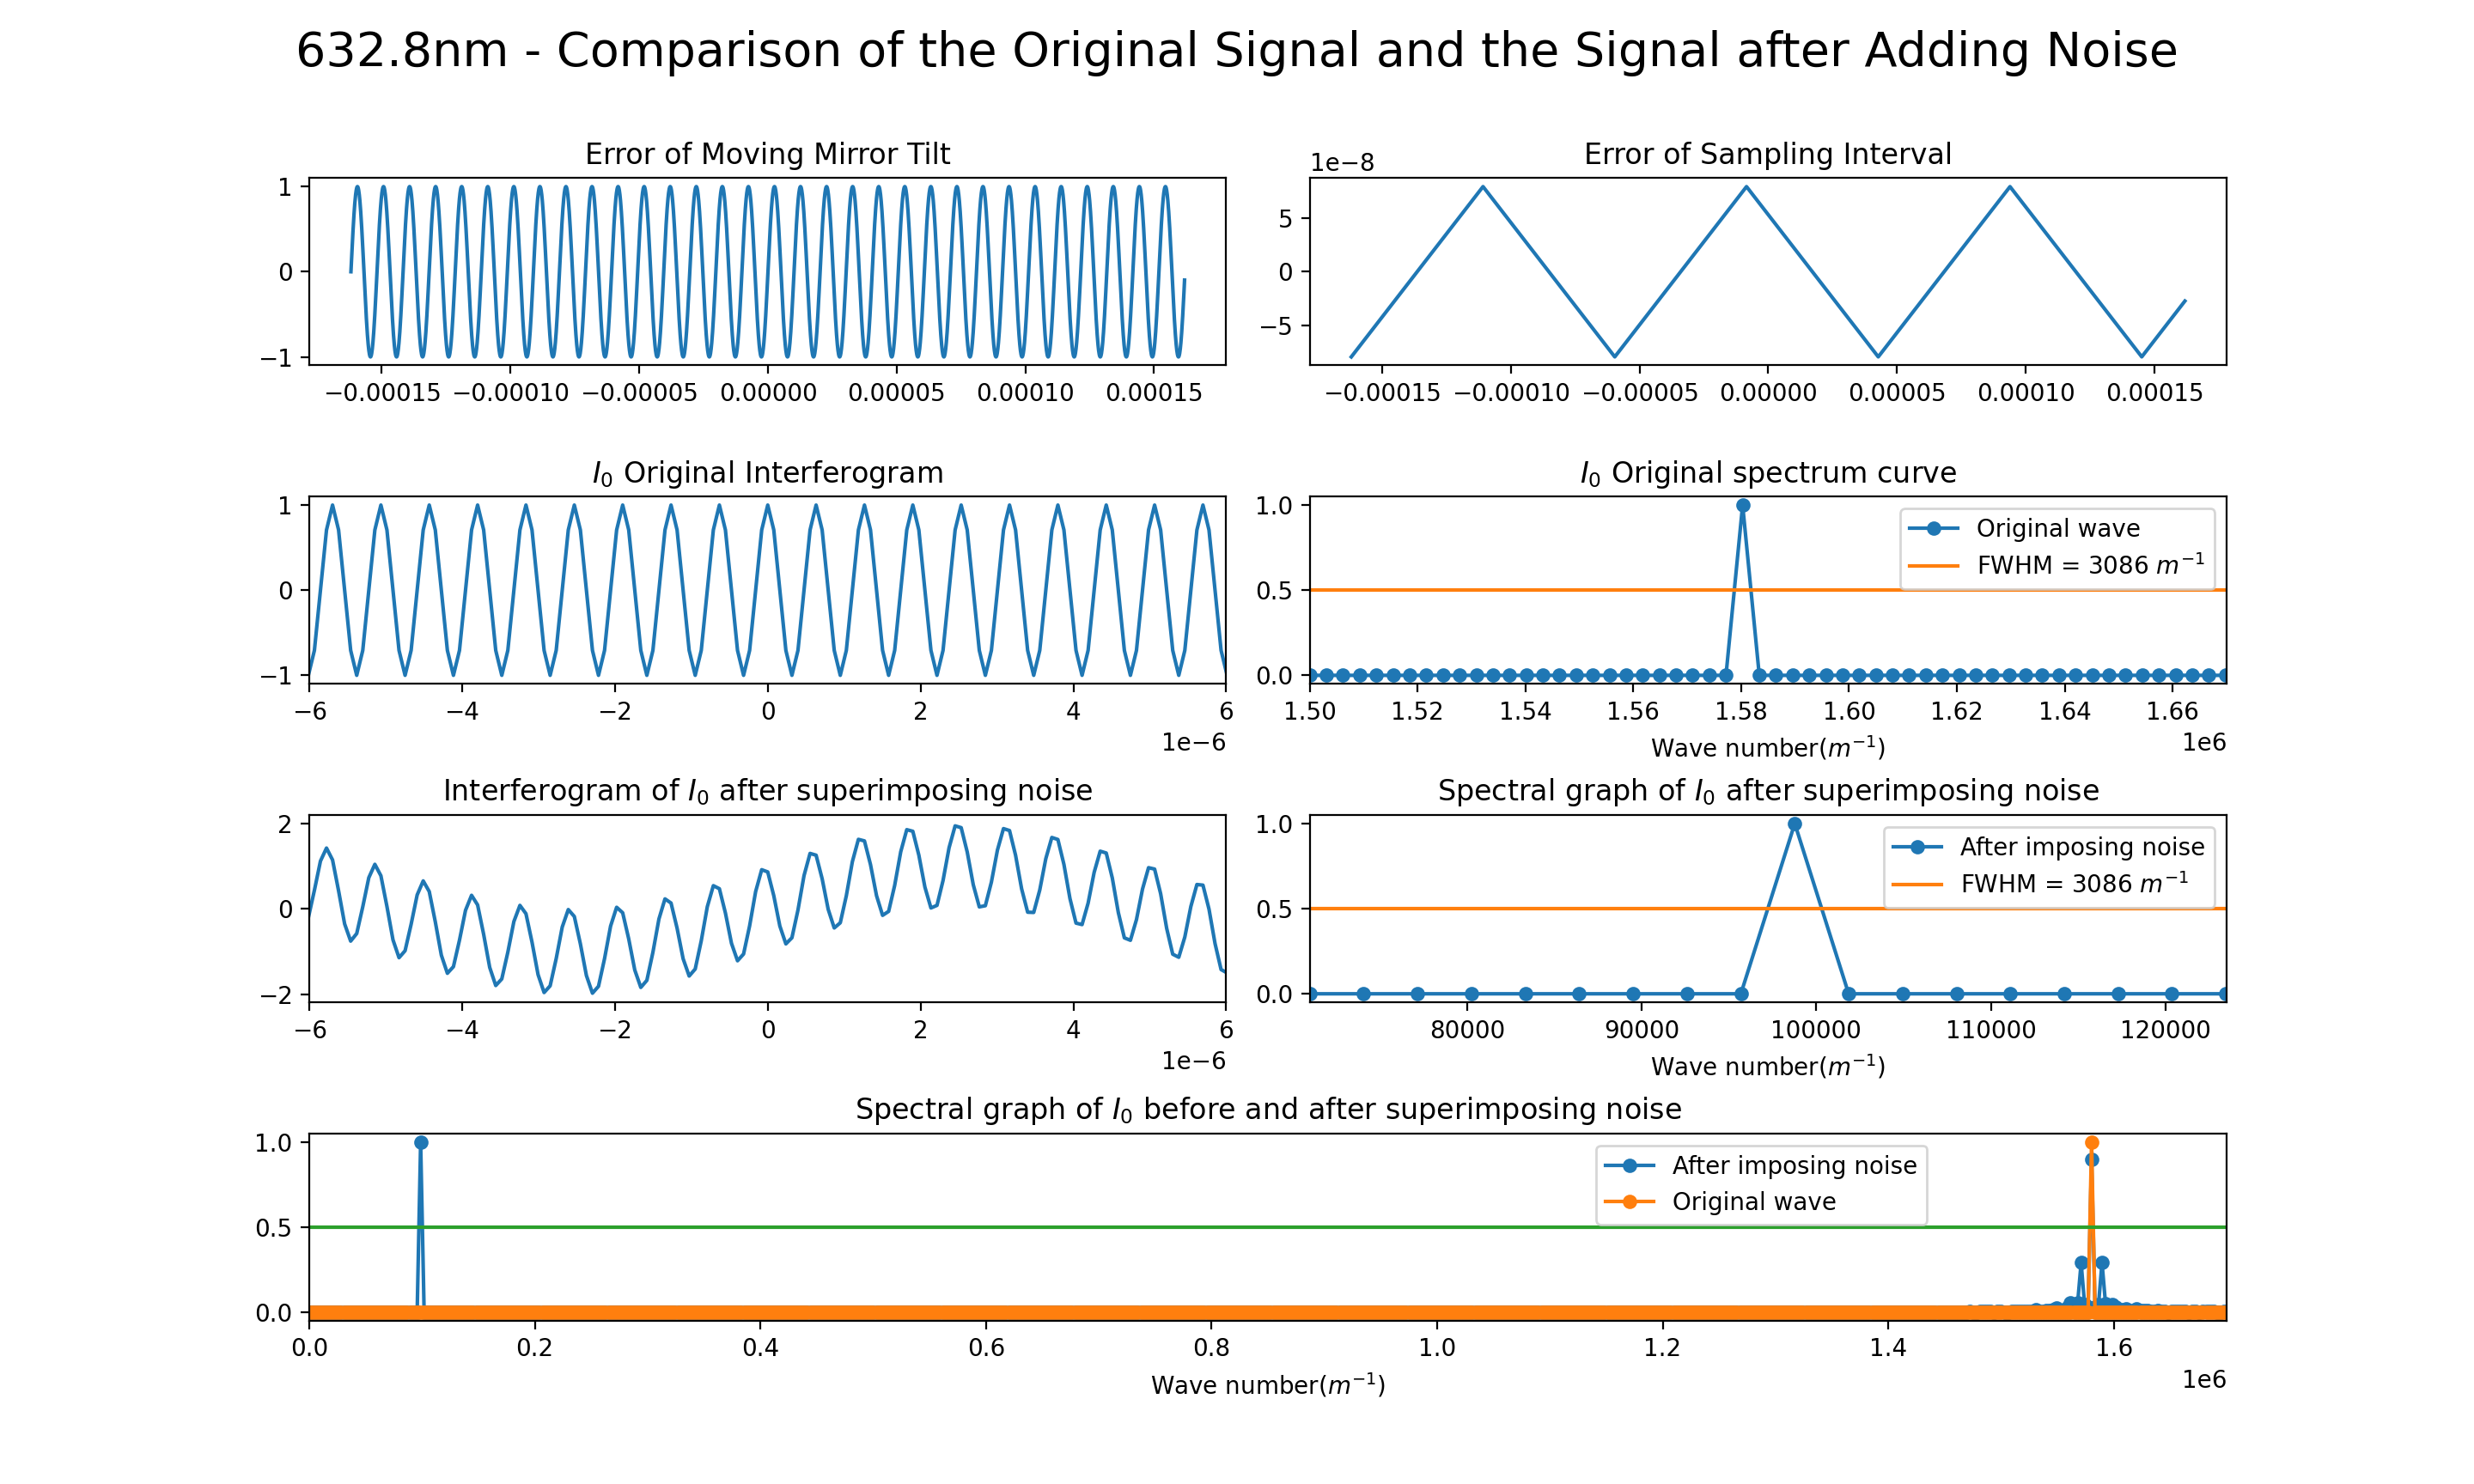 632.8nm - Comparison of the Original Signal and the Signal after Adding Noise
Error of Moving Mirror Tilt
1
0
−1
−0.00015 −0.00010 −0.00005 0.00000 0.00005 0.00010 0.00015
Error of Sampling Interval
1e−8
5
0
−5
−0.00015 −0.00010 −0.00005 0.00000 0.00005 0.00010 0.00015
I₀ Original Interferogram
1
0
−1
−6 −4 −2 0 2 4 6
1e−6
I₀ Original spectrum curve
1.0
0.5
0.0
Original wave
FWHM = 3086 m⁻¹
1.50 1.52 1.54 1.56 1.58 1.60 1.62 1.64 1.66
Wave number(m⁻¹)
1e6
Interferogram of I₀ after superimposing noise
2
0
−2
−6 −4 −2 0 2 4 6
1e−6
Spectral graph of I₀ after superimposing noise
1.0
0.5
0.0
After imposing noise
FWHM = 3086 m⁻¹
80000 90000 100000 110000 120000
Wave number(m⁻¹)
Spectral graph of I₀ before and after superimposing noise
1.0
0.5
0.0
After imposing noise
Original wave
0.0 0.2 0.4 0.6 0.8 1.0 1.2 1.4 1.6
Wave number(m⁻¹)
1e6